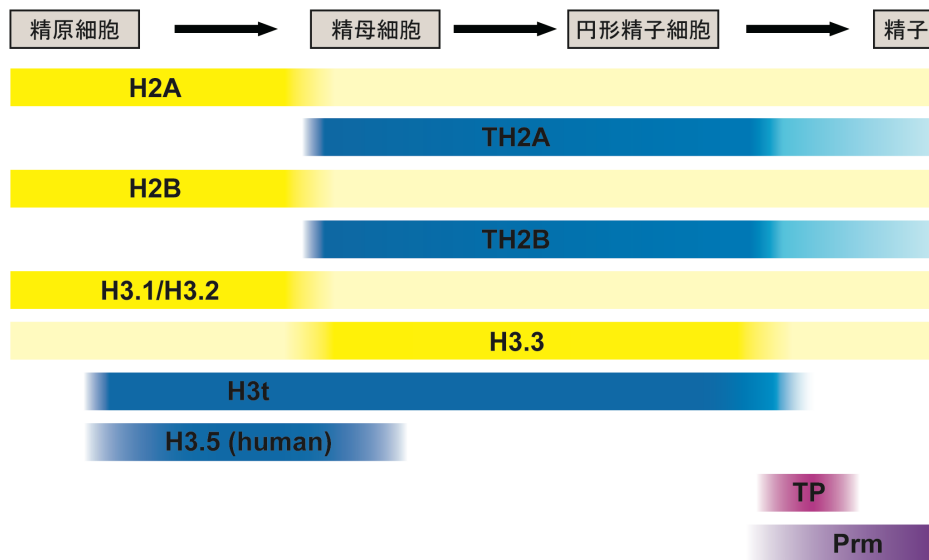 精原細胞 精母細胞 円形精子細胞 精子
H2A
TH2A
H2B
TH2B
H3.1/H3.2
H3.3
H3t
H3.5 (human)
TP
Prm